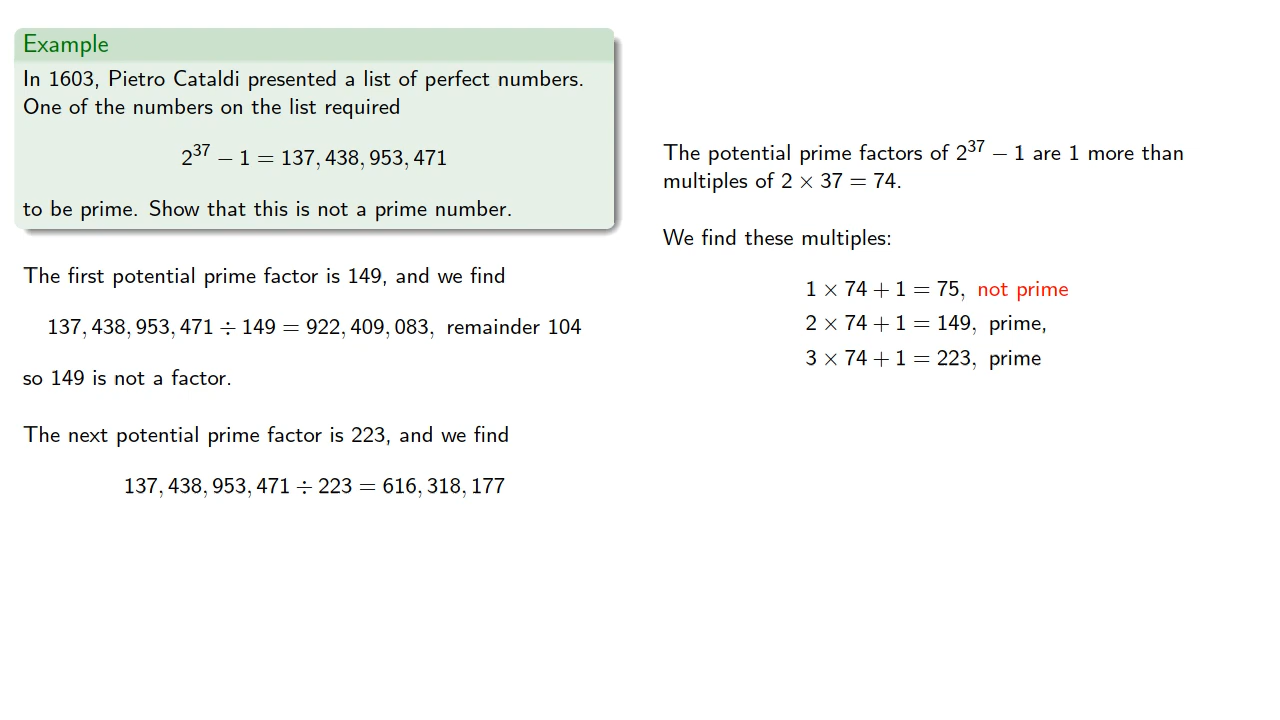 Example
In 1603, Pietro Cataldi presented a list of perfect numbers.
One of the numbers on the list required
2^37 − 1 = 137, 438, 953, 471
to be prime. Show that this is not a prime number.
The first potential prime factor is 149, and we find
137, 438, 953, 471 ÷ 149 = 922, 409, 083, remainder 104
so 149 is not a factor.
The next potential prime factor is 223, and we find
137, 438, 953, 471 ÷ 223 = 616, 318, 177
The potential prime factors of 2^37 − 1 are 1 more than
multiples of 2 × 37 = 74.
We find these multiples:
1 × 74 + 1 = 75, not prime
2 × 74 + 1 = 149, prime,
3 × 74 + 1 = 223, prime